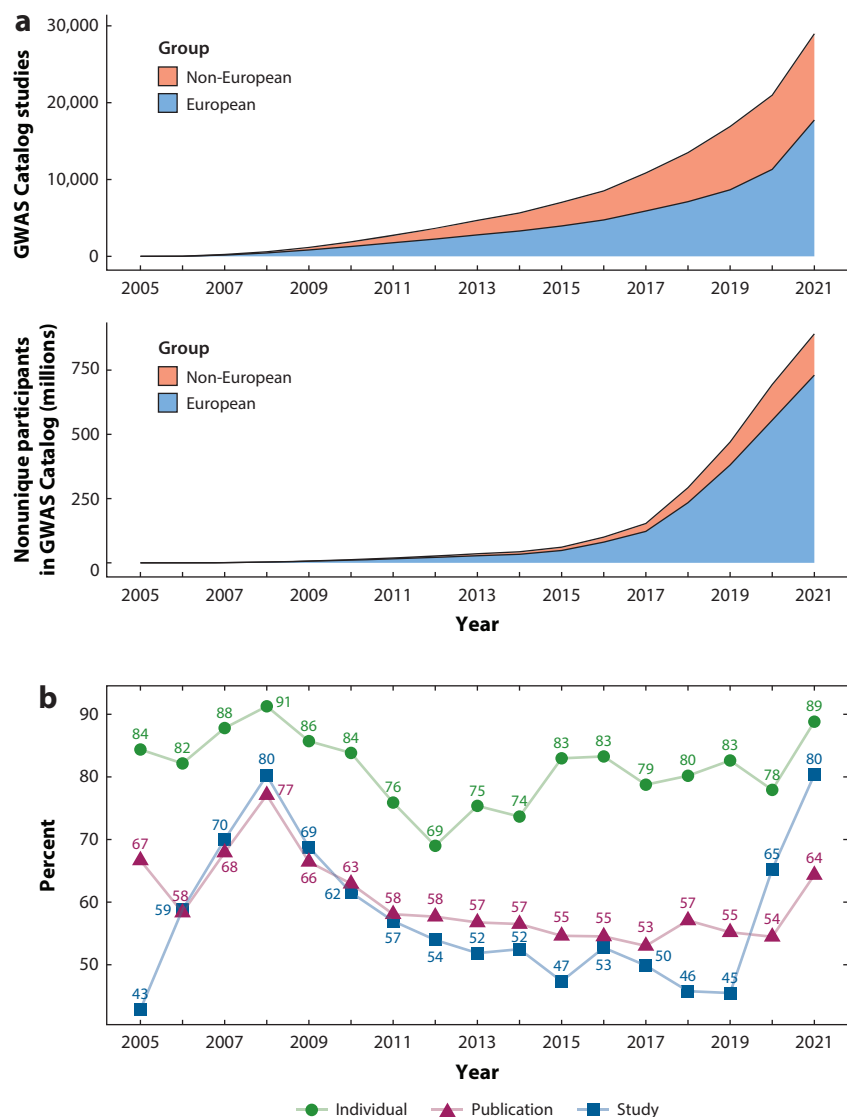 a
30,000
20,000
10,000
0
GWAS Catalog studies
Group
Non-European
European
2005 2007 2009 2011 2013 2015 2017 2019 2021
Nonunique participants
in GWAS Catalog (millions)
750
500
250
0
Group
Non-European
European
2005 2007 2009 2011 2013 2015 2017 2019 2021
Year
b
Percent
90
80
70
60
50
84 82 88 91 86 84 76 69 75 74 83 83 79 80 83 78 89
67 58 68 77 66 63 58 58 57 57 55 55 53 57 55 54 64
43 59 70 80 69 62 57 54 52 52 47 53 50 46 45 65 80
2005 2007 2009 2011 2013 2015 2017 2019 2021
Year
Individual Publication Study